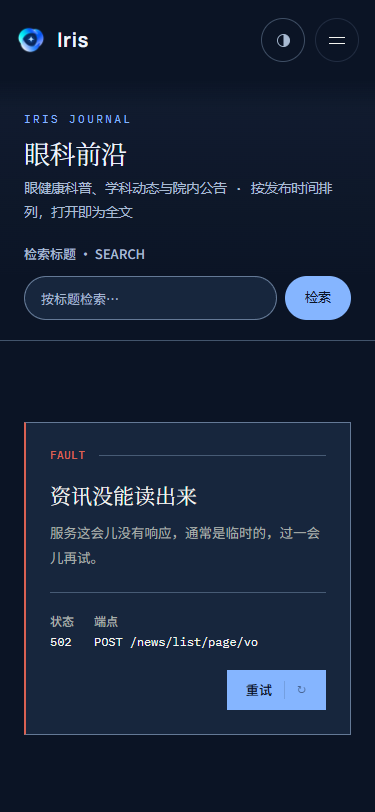 Iris
IRIS JOURNAL
眼科前沿
眼健康科普、学科动态与院内公告 · 按发布时间排
列，打开即为全文
检索标题 · SEARCH
按标题检索…
检索
FAULT
资讯没能读出来
服务这会儿没有响应，通常是临时的，过一会
儿再试。
状态 端点
502 POST /news/list/page/vo
重试 ↻